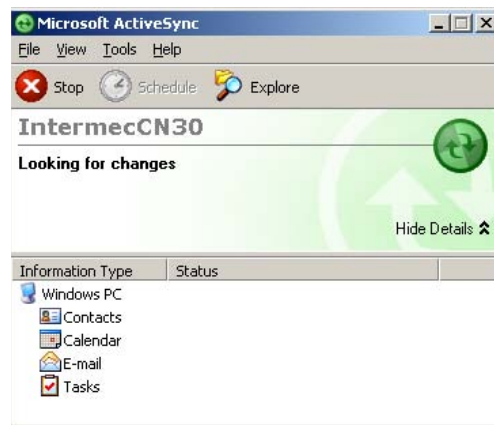 Microsoft ActiveSync
File View Tools Help
Stop Schedule Explore
IntermecCN30
Looking for changes
Hide Details
Information Type Status
Windows PC
Contacts
Calendar
E-mail
Tasks